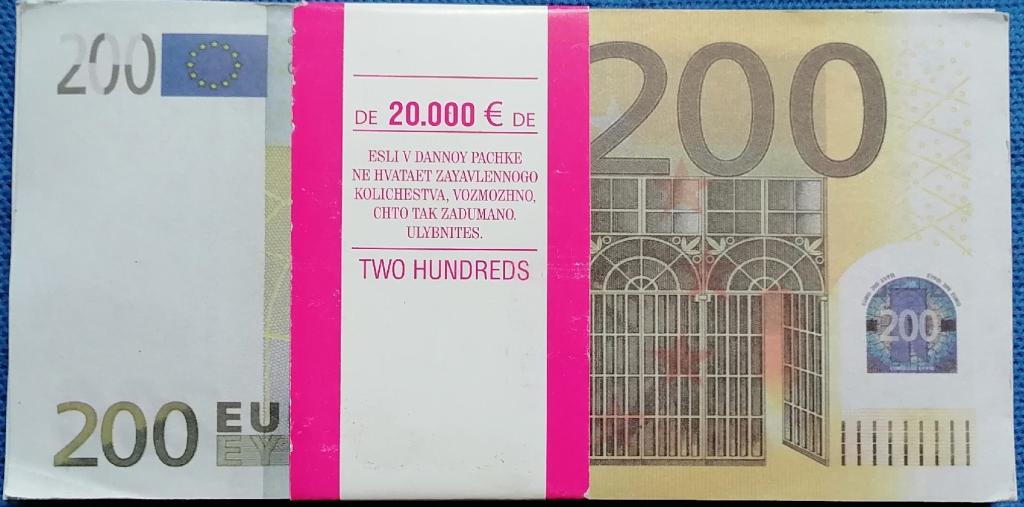 200
200 EU
EY
DE 20.000 € DE
ESLI V DANNOY PACHKE
NE HVATAET ZAYAVLENNOGO
KOLICHESTVA, VOZMOZHNO,
CHTO TAK ZADUMANO.
ULYBNITES.
TWO HUNDREDS
200
200